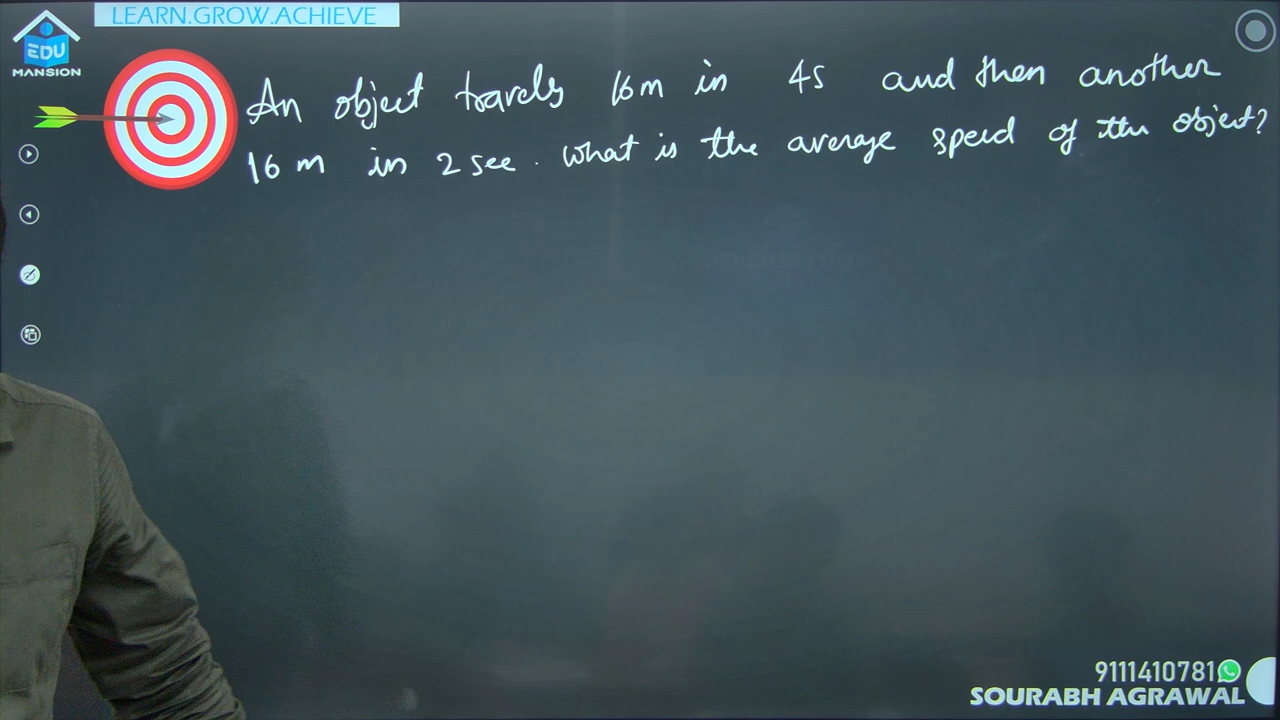 LEARN.GROW.ACHIEVE
EDU
MANSION
An object travels 16m in 4s and then another
16 m in 2 sec. what is the average speed of the object?
9111410781
SOURABH AGRAWAL